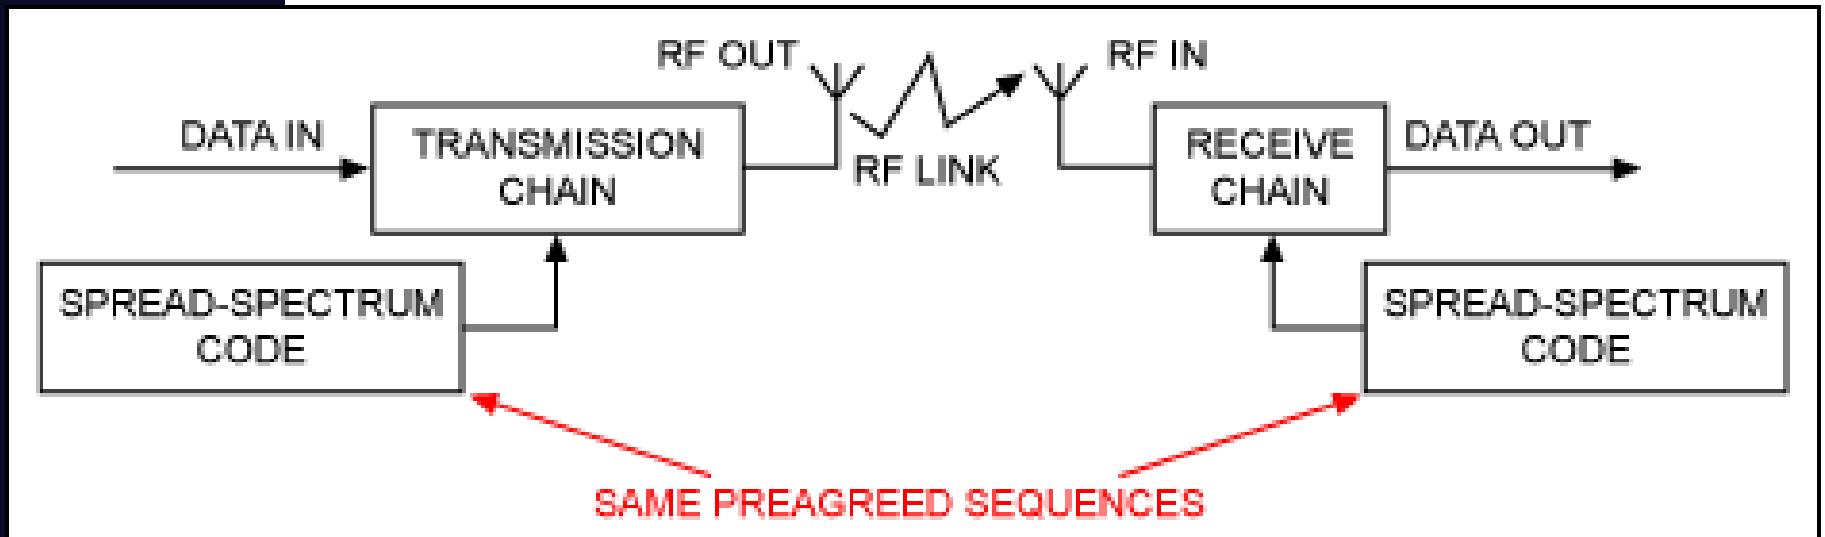 RF OUT
RF IN
DATA IN
TRANSMISSION
CHAIN
RF LINK
RECEIVE
CHAIN
DATA OUT
SPREAD-SPECTRUM
CODE
SPREAD-SPECTRUM
CODE
SAME PREAGREED SEQUENCES